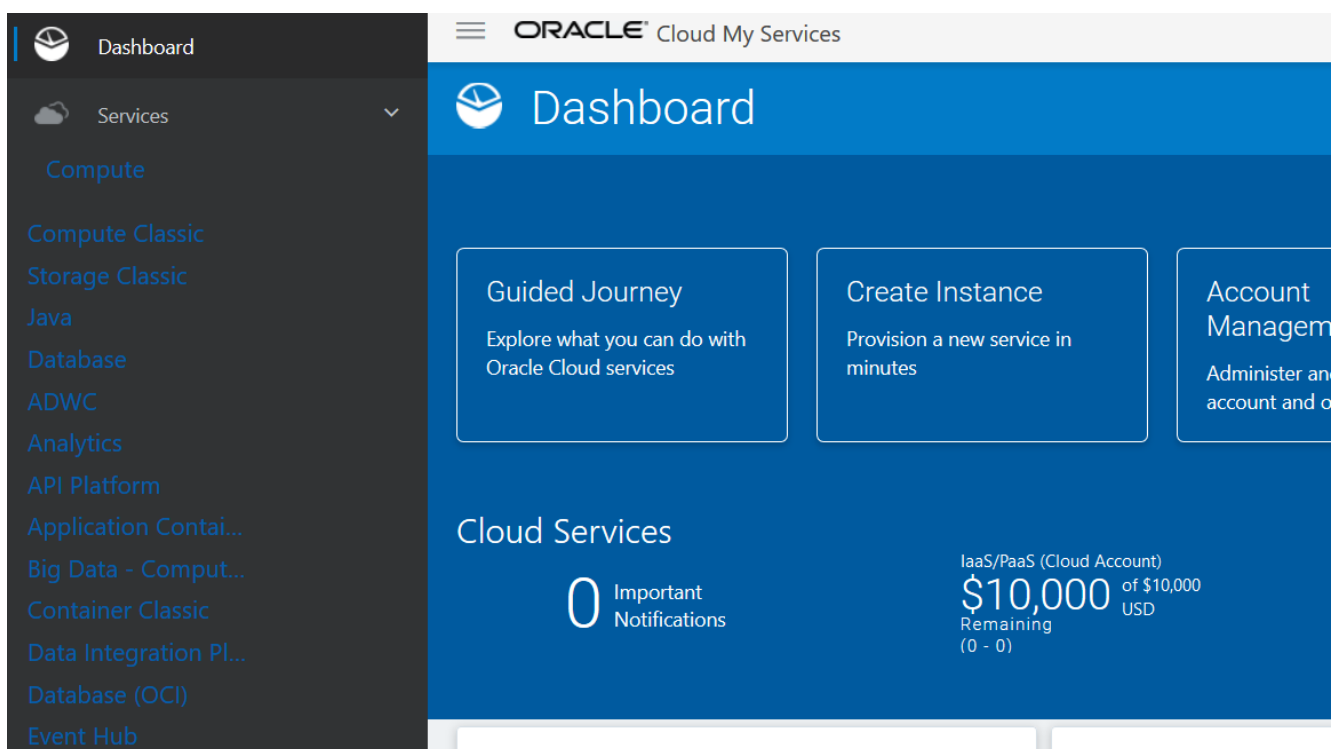 Dashboard
Services
Compute
Compute Classic
Storage Classic
Java
Database
ADWC
Analytics
API Platform
Application Contai...
Big Data - Comput...
Container Classic
Data Integration Pl...
Database (OCI)
Event Hub
ORACLE® Cloud My Services
Dashboard
Guided Journey
Explore what you can do with
Oracle Cloud services
Create Instance
Provision a new service in
minutes
Account
Managem
Administer an
account and o
Cloud Services
0 Important
Notifications
IaaS/PaaS (Cloud Account)
$10,000 of $10,000
USD
Remaining
(0 - 0)